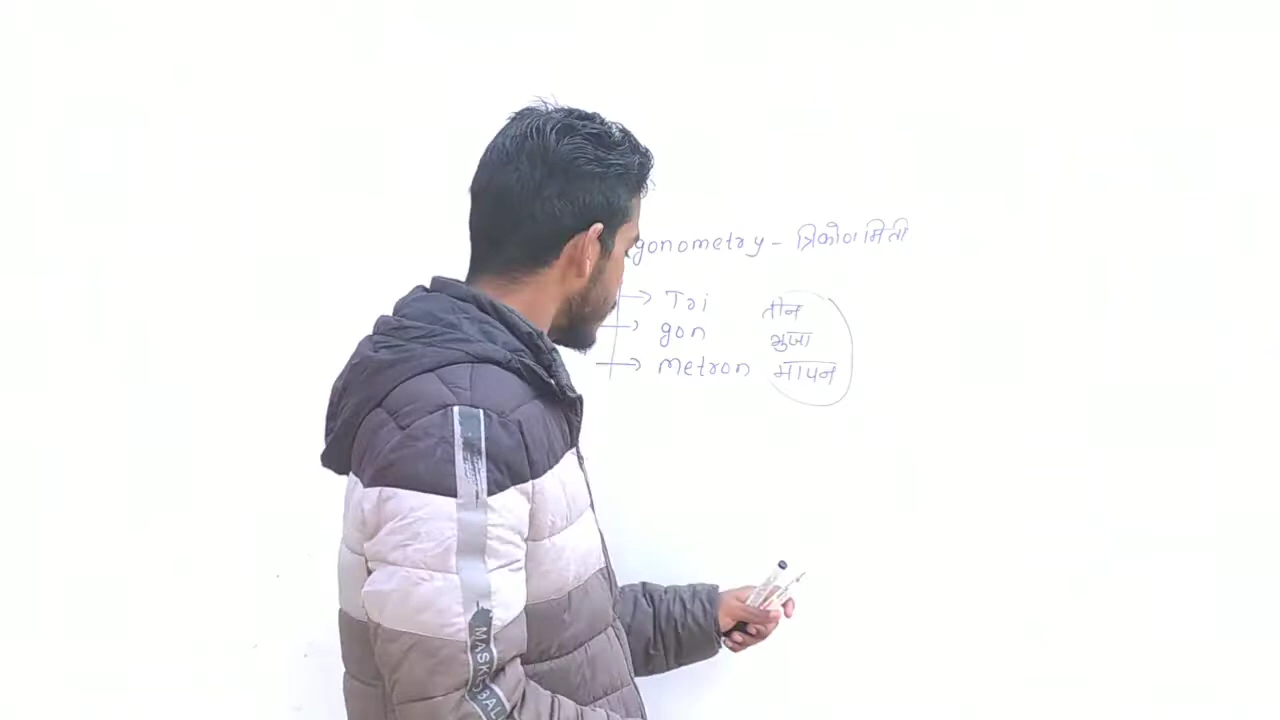 gonometry - त्रिकोणमिती
→ Tri तीन
→ gon भुजा
→ metron मापन
MASK
BALL